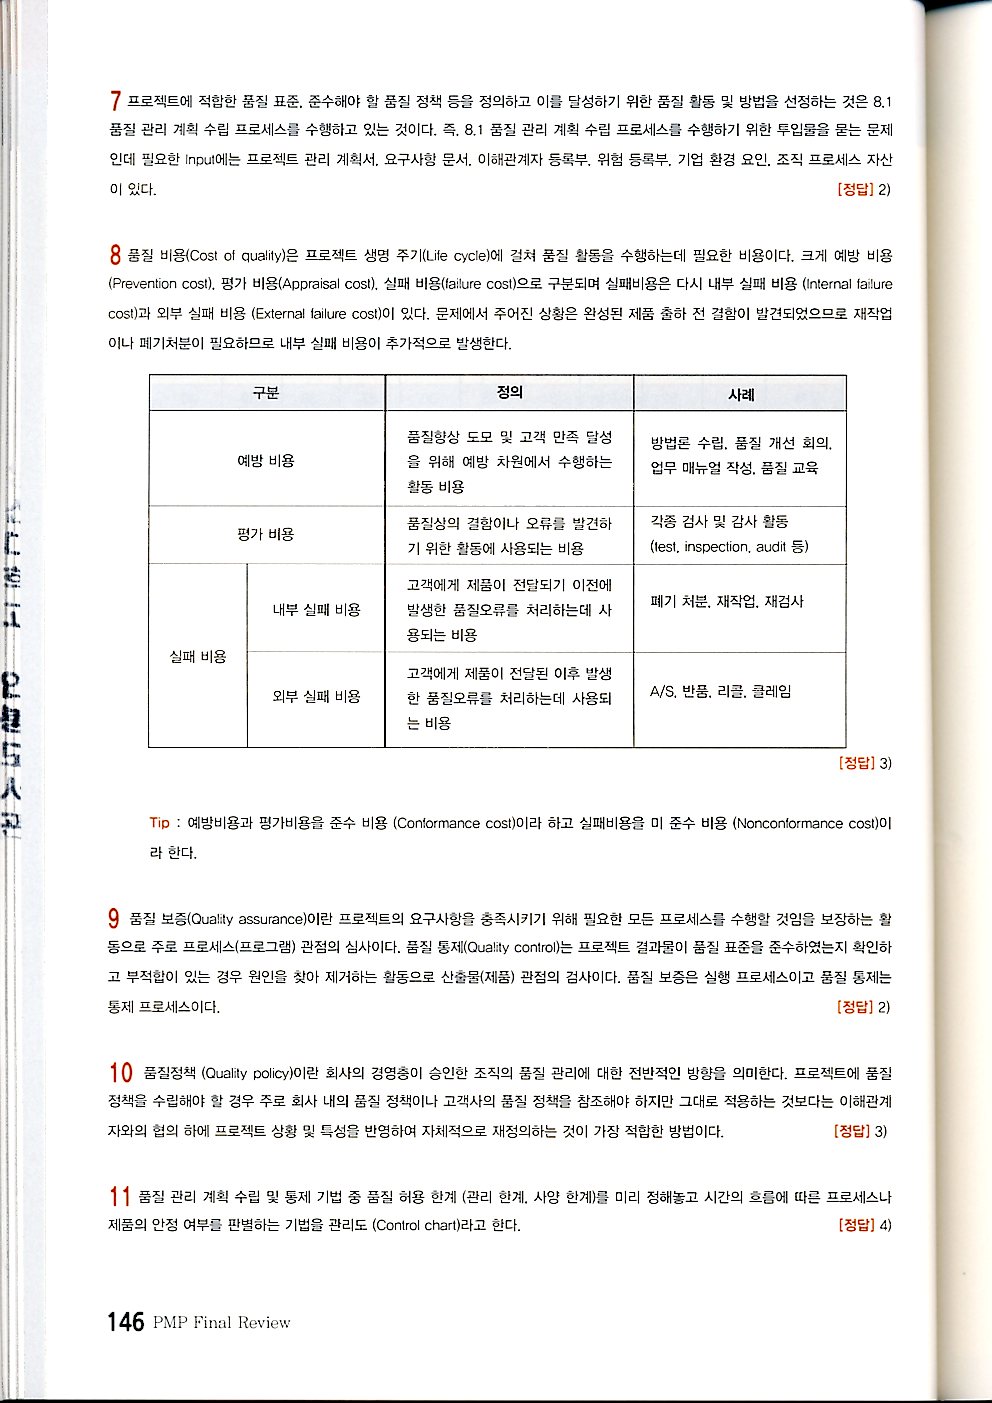 7 프로젝트에 적합한 품질 표준, 준수해야 할 품질 정책 등을 정의하고 이를 달성하기 위한 품질 활동 및 방법을 선정하는 것은 8.1
품질 관리 계획 수립 프로세스를 수행하고 있는 것이다. 즉, 8.1 품질 관리 계획 수립 프로세스를 수행하기 위한 투입물을 묻는 문제
인데 필요한 Input에는 프로젝트 관리 계획서, 요구사항 문서, 이해관계자 등록부, 위험 등록부, 기업 환경 요인, 조직 프로세스 자산
이 있다. [정답] 2)
8 품질 비용(Cost of quality)은 프로젝트 생명 주기(Life cycle)에 걸쳐 품질 활동을 수행하는데 필요한 비용이다. 크게 예방 비용
(Prevention cost), 평가 비용(Appraisal cost), 실패 비용(failure cost)으로 구분되며 실패비용은 다시 내부 실패 비용 (Internal failure
cost)과 외부 실패 비용 (External failure cost)이 있다. 문제에서 주어진 상황은 완성된 제품 출하 전 결함이 발견되었으므로 재작업
이나 폐기처분이 필요하므로 내부 실패 비용이 추가적으로 발생한다.
구분 정의 사례
예방 비용
품질향상 도모 및 고객 만족 달성
을 위해 예방 차원에서 수행하는
활동 비용
방법론 수립, 품질 개선 회의,
업무 매뉴얼 작성, 품질 교육
평가 비용
품질상의 결함이나 오류를 발견하
기 위한 활동에 사용되는 비용
각종 검사 및 감사 활동
(test, inspection, audit 등)
실패 비용
내부 실패 비용
고객에게 제품이 전달되기 이전에
발생한 품질오류를 처리하는데 사
용되는 비용
폐기 처분, 재작업, 재검사
외부 실패 비용
고객에게 제품이 전달된 이후 발생
한 품질오류를 처리하는데 사용되
는 비용
A/S, 반품, 리콜, 클레임
[정답] 3)
Tip : 예방비용과 평가비용을 준수 비용 (Conformance cost)이라 하고 실패비용을 미 준수 비용 (Nonconformance cost)이
라 한다.
9 품질 보증(Quality assurance)이란 프로젝트의 요구사항을 충족시키기 위해 필요한 모든 프로세스를 수행할 것임을 보장하는 활
동으로 주로 프로세스(프로그램) 관점의 심사이다. 품질 통제(Quality control)는 프로젝트 결과물이 품질 표준을 준수하였는지 확인하
고 부적합이 있는 경우 원인을 찾아 제거하는 활동으로 산출물(제품) 관점의 검사이다. 품질 보증은 실행 프로세스이고 품질 통제는
통제 프로세스이다. [정답] 2)
10 품질정책 (Quality policy)이란 회사의 경영층이 승인한 조직의 품질 관리에 대한 전반적인 방향을 의미한다. 프로젝트에 품질
정책을 수립해야 할 경우 주로 회사 내의 품질 정책이나 고객사의 품질 정책을 참조해야 하지만 그대로 적용하는 것보다는 이해관계
자와의 협의 하에 프로젝트 상황 및 특성을 반영하여 자체적으로 재정의하는 것이 가장 적합한 방법이다. [정답] 3)
11 품질 관리 계획 수립 및 통제 기법 중 품질 허용 한계 (관리 한계, 사양 한계)를 미리 정해놓고 시간의 흐름에 따른 프로세스나
제품의 안정 여부를 판별하는 기법을 관리도 (Control chart)라고 한다. [정답] 4)
146 PMP Final Review